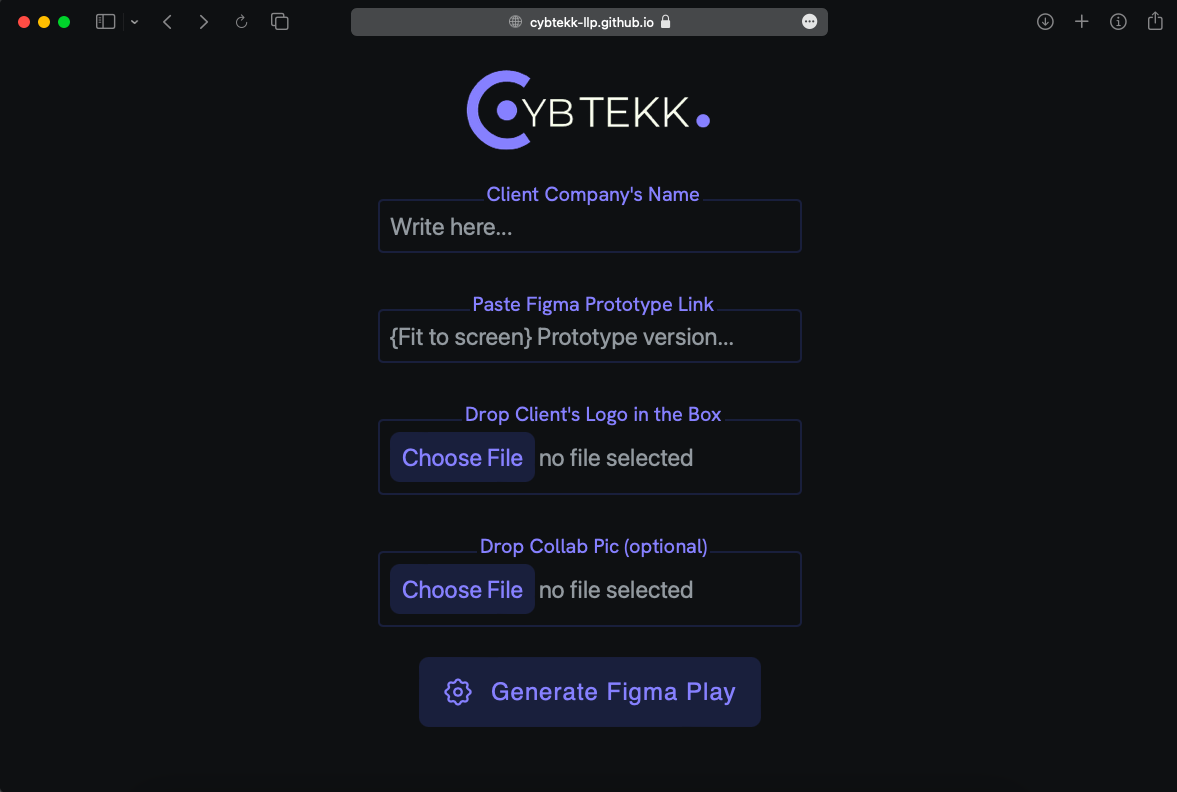 cybtekk-llp.github.io
CYBTEKK.
Client Company's Name
Write here...
Paste Figma Prototype Link
{Fit to screen} Prototype version...
Drop Client's Logo in the Box
Choose File no file selected
Drop Collab Pic (optional)
Choose File no file selected
Generate Figma Play